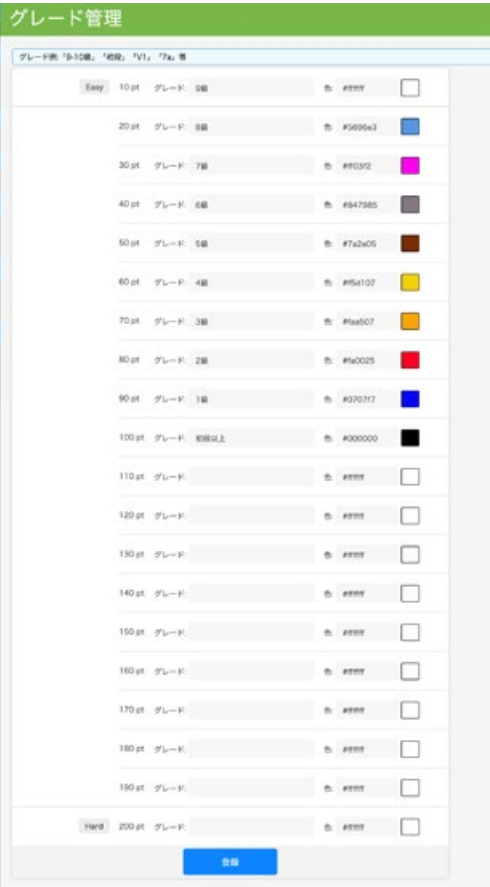 グレード管理
グレード例:「9-10級」「初段」「V1」「7a」等
Easy 10 pt グレード: 9級 色: #ffffff
20 pt グレード: 8級 色: #5696e3
30 pt グレード: 7級 色: #ff03f2
40 pt グレード: 6級 色: #847985
50 pt グレード: 5級 色: #7a2e05
60 pt グレード: 4級 色: #f5d107
70 pt グレード: 3級 色: #faa507
80 pt グレード: 2級 色: #fa0025
90 pt グレード: 1級 色: #0707f7
100 pt グレード: 初段以上 色: #000000
110 pt グレード: 色: #ffffff
120 pt グレード: 色: #ffffff
130 pt グレード: 色: #ffffff
140 pt グレード: 色: #ffffff
150 pt グレード: 色: #ffffff
160 pt グレード: 色: #ffffff
170 pt グレード: 色: #ffffff
180 pt グレード: 色: #ffffff
190 pt グレード: 色: #ffffff
Hard 200 pt グレード: 色: #ffffff
登録